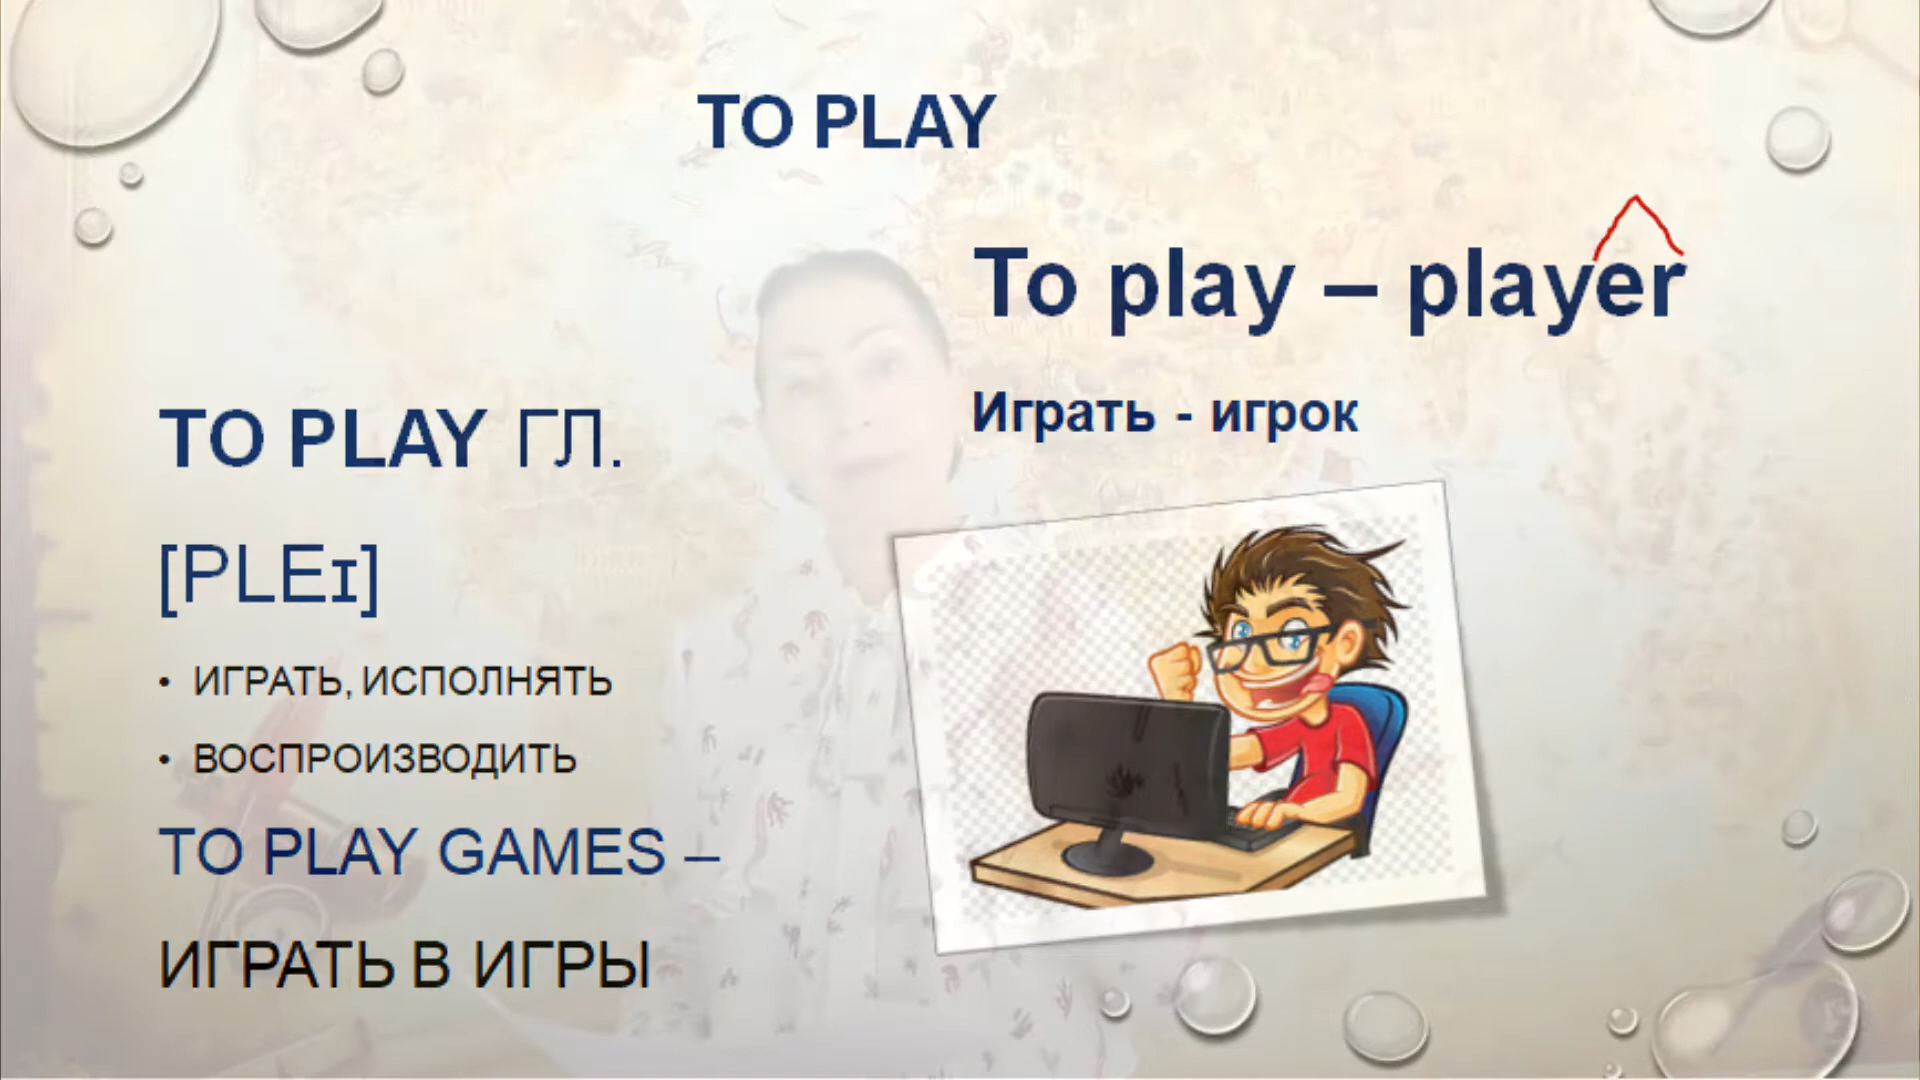 TO PLAY
TO PLAY ГЛ.
[PLEɪ]
• ИГРАТЬ, ИСПОЛНЯТЬ
• ВОСПРОИЗВОДИТЬ
TO PLAY GAMES –
ИГРАТЬ В ИГРЫ
To play – player
Играть - игрок